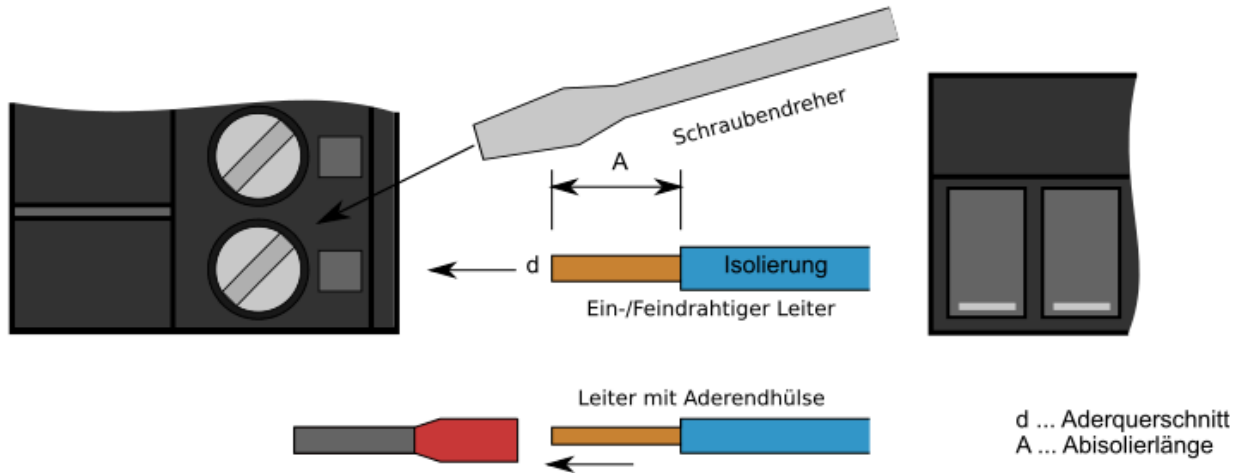 Schraubendreher
A
d
Isolierung
Ein-/Feindrahtiger Leiter
Leiter mit Aderendhülse
d ... Aderquerschnitt
A ... Abisolierlänge